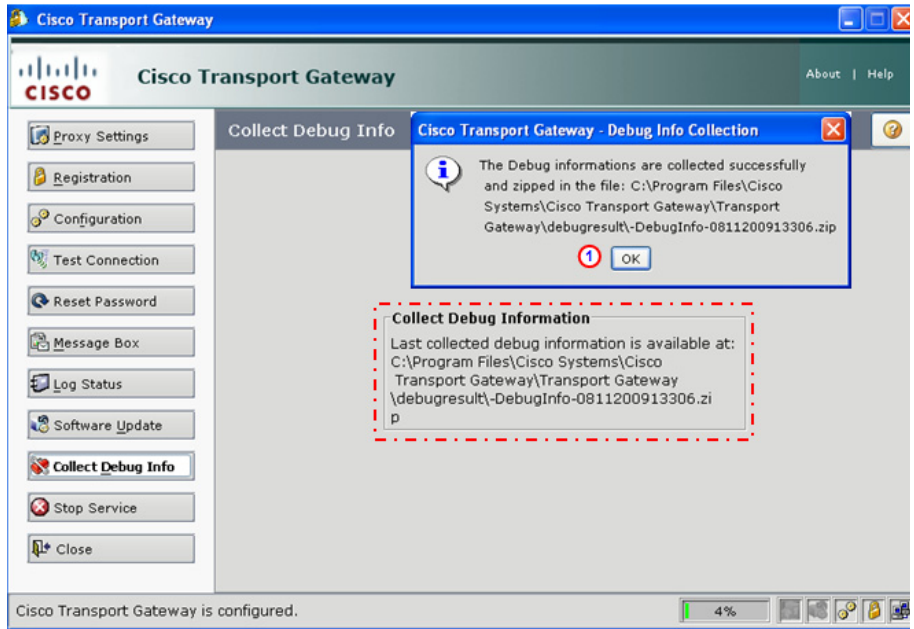 Cisco Transport Gateway
CISCO
Cisco Transport Gateway
About | Help
Proxy Settings
Registration
Configuration
Test Connection
Reset Password
Message Box
Log Status
Software Update
Collect Debug Info
Stop Service
Close
Collect Debug Info
Cisco Transport Gateway - Debug Info Collection
The Debug informations are collected successfully
and zipped in the file: C:\Program Files\Cisco
Systems\Cisco Transport Gateway\Transport
Gateway\debugresult\-DebugInfo-0811200913306.zip
1 OK
Collect Debug Information
Last collected debug information is available at:
C:\Program Files\Cisco Systems\Cisco
Transport Gateway\Transport Gateway
\debugresult\-DebugInfo-0811200913306.zi
p
Cisco Transport Gateway is configured.
4%